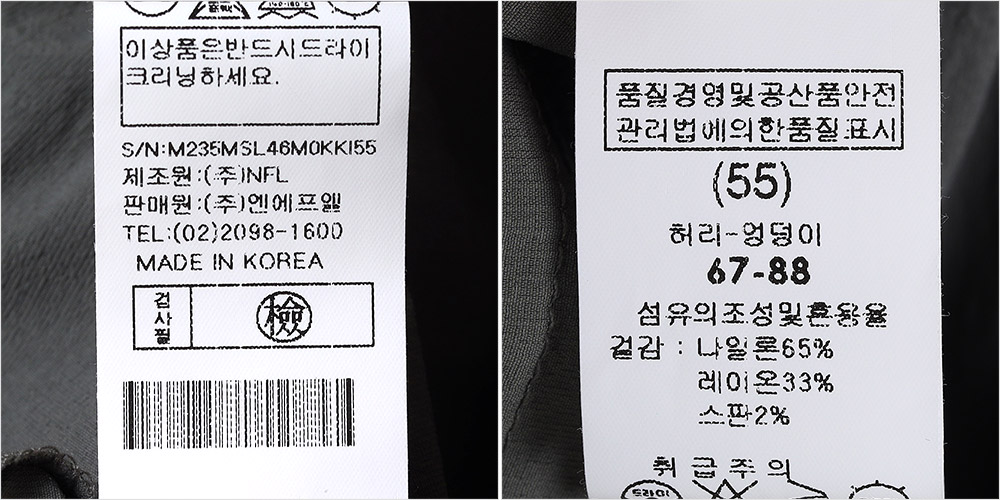 이상품은반드시드라이
크리닝하세요.
S/N:M235MSL46M0KKI55
제조원:(주)INFL
판매원:(주)엔에프엘
TEL:(02)2098-1600
MADE IN KOREA
검사필
檢
품질경영및공산품안전
관리법에의한품질표시
(55)
허리-엉덩이
67-88
섬유의조성및혼용율
겉감 : 나일론65%
레이온33%
스판2%
취급주의
드라이